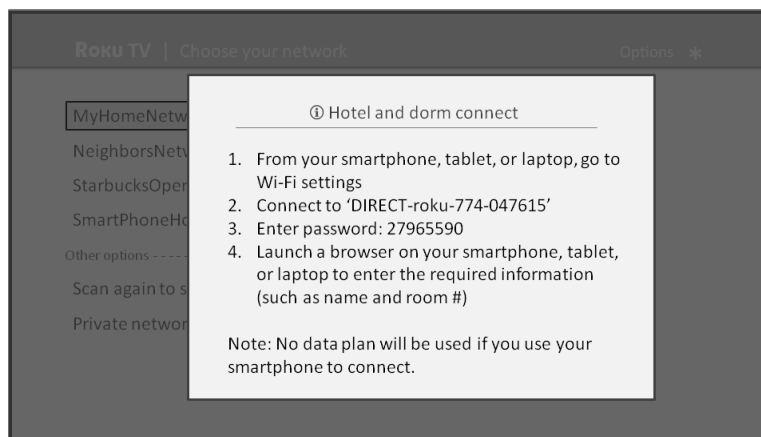 Roku TV | Choose your network
Options ✱
MyHomeNetw
NeighborsNetw
StarbucksOper
SmartPhoneHo
Other options -----
Scan again to s
Private networ
ⓘ Hotel and dorm connect
1. From your smartphone, tablet, or laptop, go to
Wi-Fi settings
2. Connect to ‘DIRECT-roku-774-047615’
3. Enter password: 27965590
4. Launch a browser on your smartphone, tablet,
or laptop to enter the required information
(such as name and room #)
Note: No data plan will be used if you use your
smartphone to connect.